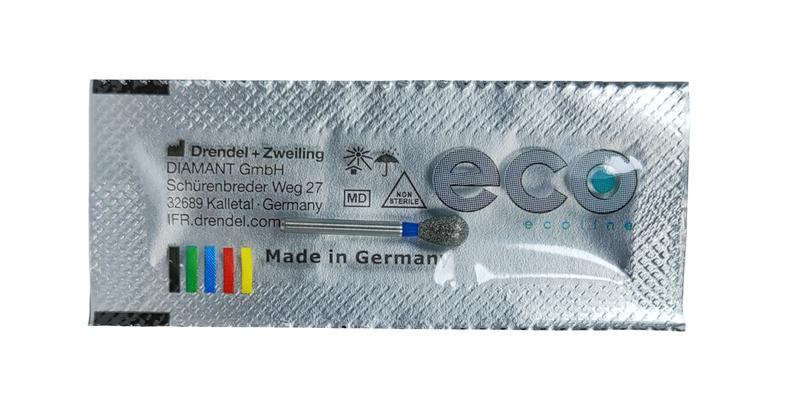 Drendel + Zweiling
DIAMANT GmbH
Schürenbreder Weg 27
32689 Kalletal · Germany
IFR.drendel.com
MD
NON
STERILE
eco
ecoline
Made in Germany